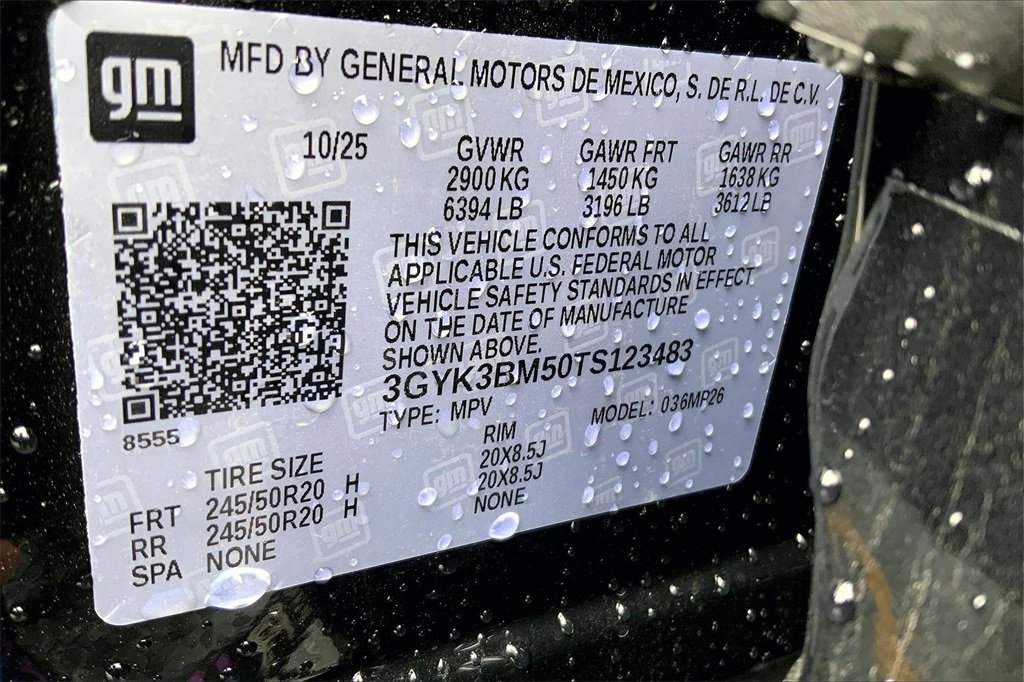 gm
MFD BY GENERAL MOTORS DE MEXICO, S. DE R.L. DE C.V.
10/25 GVWR GAWR FRT GAWR RR
2900 KG 1450 KG 1638 KG
6394 LB 3196 LB 3612 LB
THIS VEHICLE CONFORMS TO ALL
APPLICABLE U.S. FEDERAL MOTOR
VEHICLE SAFETY STANDARDS IN EFFECT
ON THE DATE OF MANUFACTURE
SHOWN ABOVE.
3GYK3BM50TS123483
TYPE: MPV MODEL: 036MP26
8555
TIRE SIZE RIM
FRT 245/50R20 H 20X8.5J
RR 245/50R20 H 20X8.5J
SPA NONE NONE